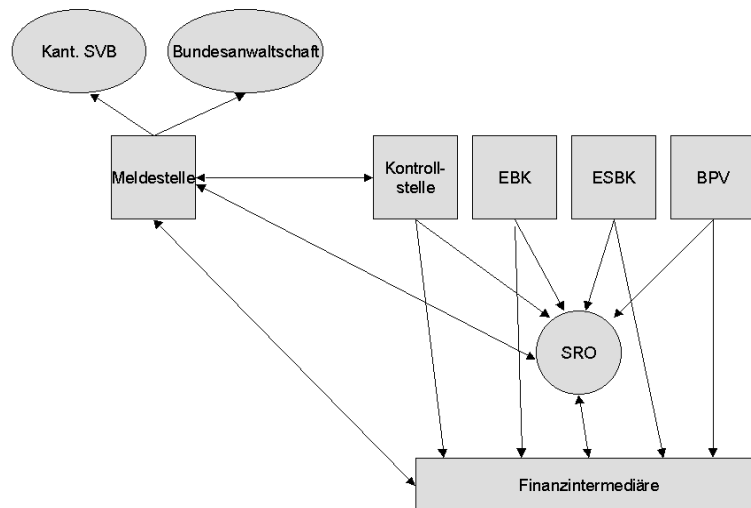 Kant. SVB
Bundesanwaltschaft
Meldestelle
Kontroll-
stelle
EBK
ESBK
BPV
SRO
Finanzintermediäre